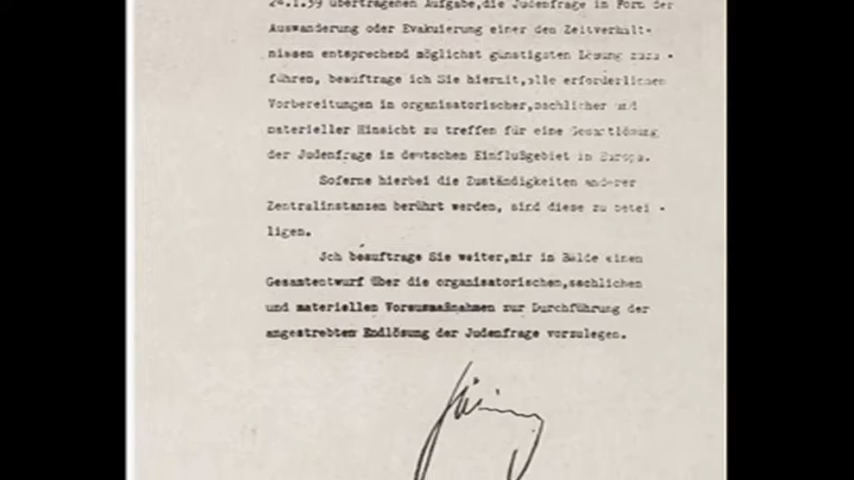 24.1.39 übertragenen Aufgabe,die Judenfrage in Form der
Auswanderung oder Evakuierung einer den Zeitverhält-
nissen entsprechend möglichst günstigsten Lösung zuzu-
führen, beauftrage ich Sie hiermit,alle erforderlichen
Vorbereitungen in organisatorischer,sachlicher und
materieller Hinsicht zu treffen für eine Gesamtlösung
der Judenfrage im deutschen Einflußgebiet in Europa.
Soferne hierbei die Zuständigkeiten anderer
Zentralinstanzen berührt werden, sind diese zu betei-
ligen.
Jch beauftrage Sie weiter,mir in Bälde einen
Gesamtentwurf über die organisatorischen,sachlichen
und materiellen Vorausmaßnahmen zur Durchführung der
angestrebten Endlösung der Judenfrage vorzulegen.
Göring